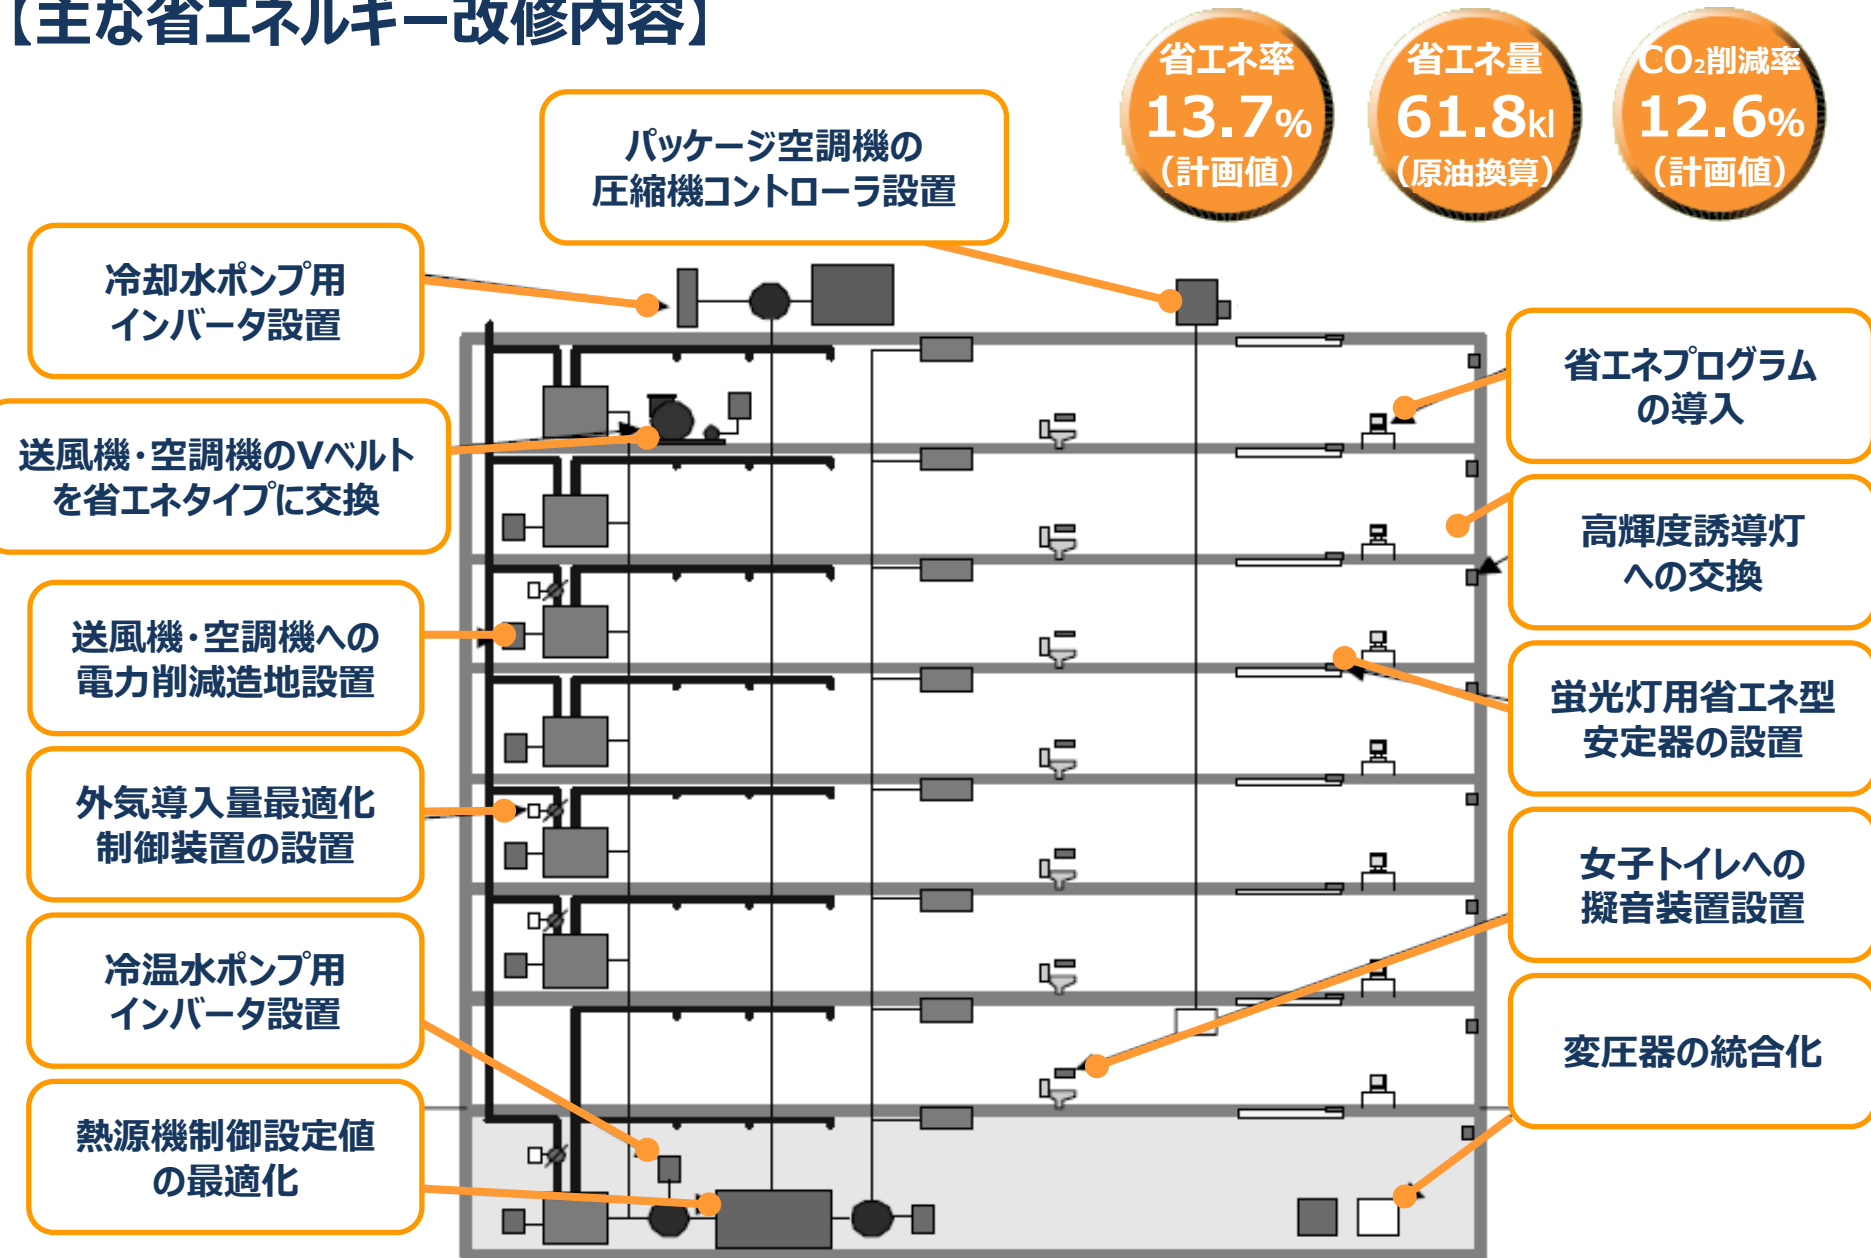 【主な省エネルギー改修内容】
省エネ率
13.7%
(計画値)
省エネ量
61.8kl
(原油換算)
CO₂削減率
12.6%
(計画値)
パッケージ空調機の
圧縮機コントローラ設置
冷却水ポンプ用
インバータ設置
送風機・空調機のVベルト
を省エネタイプに交換
送風機・空調機への
電力削減造地設置
外気導入量最適化
制御装置の設置
冷温水ポンプ用
インバータ設置
熱源機制御設定値
の最適化
省エネプログラム
の導入
高輝度誘導灯
への交換
蛍光灯用省エネ型
安定器の設置
女子トイレへの
擬音装置設置
変圧器の統合化